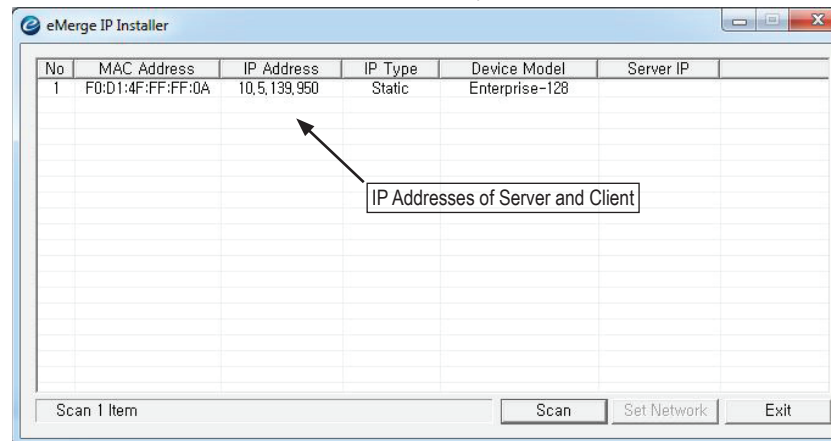 eMerge IP Installer
No MAC Address IP Address IP Type Device Model Server IP
1 F0:D1:4F:FF:FF:0A 10,5,139,950 Static Enterprise-128
IP Addresses of Server and Client
Scan 1 Item Scan Set Network Exit